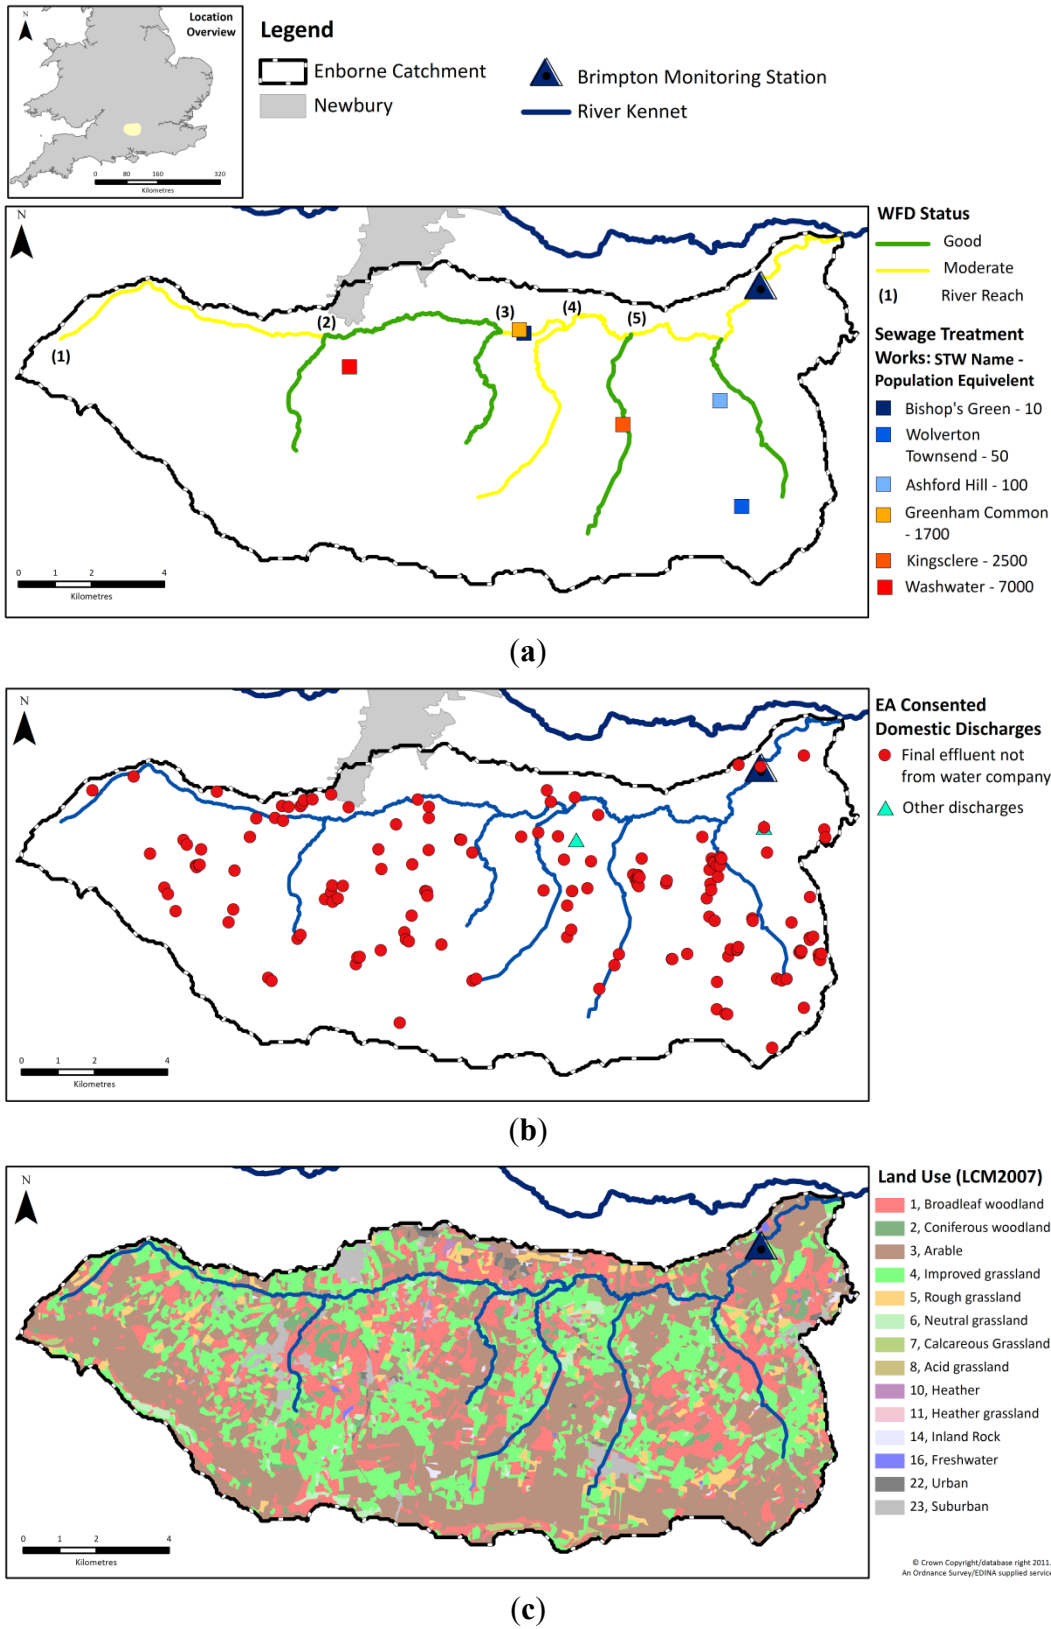 N
Location
Overview
0 80 160 320
Kilometres
Legend
Enborne Catchment
Newbury
Brimpton Monitoring Station
River Kennet
N
(1)
(2)
(3)
(4)
(5)
0 1 2 4
Kilometres
WFD Status
Good
Moderate
(1) River Reach
Sewage Treatment
Works: STW Name -
Population Equivelent
Bishop's Green - 10
Wolverton
Townsend - 50
Ashford Hill - 100
Greenham Common
- 1700
Kingsclere - 2500
Washwater - 7000
(a)
N
0 1 2 4
Kilometres
EA Consented
Domestic Discharges
Final effluent not
from water company
Other discharges
(b)
N
0 1 2 4
Kilometres
Land Use (LCM2007)
1, Broadleaf woodland
2, Coniferous woodland
3, Arable
4, Improved grassland
5, Rough grassland
6, Neutral grassland
7, Calcareous Grassland
8, Acid grassland
10, Heather
11, Heather grassland
14, Inland Rock
16, Freshwater
22, Urban
23, Suburban
© Crown Copyright/database right 2011.
An Ordnance Survey/EDINA supplied service
(c)